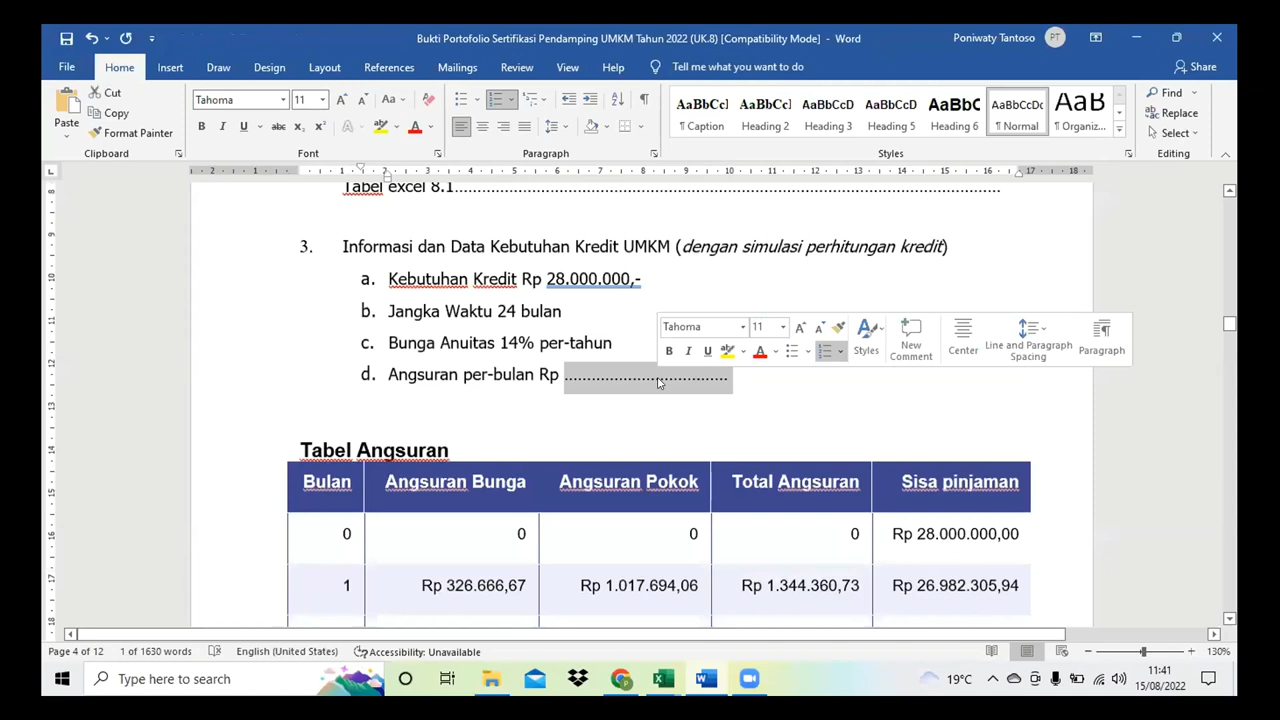 Bukti Portofolio Sertifikasi Pendamping UMKM Tahun 2022 (UK.8) [Compatibility Mode] - Word
Poniwaty Tantoso PT
File Home Insert Draw Design Layout References Mailings Review View Help Tell me what you want to do Share
Paste Cut
Copy
Format Painter
Clipboard
Tahoma 11
Font
Paragraph
AaBbCcI AaBbCcD AaBbCcD AaBbCcD AaBbC AaBbCcDc AaB
¶ Caption Heading 2 Heading 3 Heading 5 Heading 6 ¶ Normal ¶ Organiz...
Styles
Find
Replace
Select
Editing
Tabel excel 8.1
3. Informasi dan Data Kebutuhan Kredit UMKM (dengan simulasi perhitungan kredit)
a. Kebutuhan Kredit Rp 28.000.000,-
b. Jangka Waktu 24 bulan
c. Bunga Anuitas 14% per-tahun
d. Angsuran per-bulan Rp ....................................
Tahoma 11
Styles New Comment Center Line and Paragraph Spacing Paragraph
Tabel Angsuran
Bulan Angsuran Bunga Angsuran Pokok Total Angsuran Sisa pinjaman
0 0 0 0 Rp 28.000.000,00
1 Rp 326.666,67 Rp 1.017.694,06 Rp 1.344.360,73 Rp 26.982.305,94
Page 4 of 12 1 of 1630 words English (United States) Accessibility: Unavailable 130%
Type here to search 19°C 11:41
15/08/2022